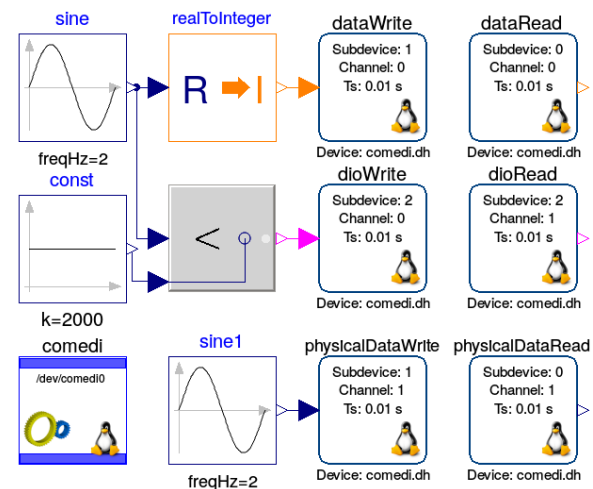 sine
realToInteger
dataWrite
dataRead
R
I
Subdevice: 1
Channel: 0
Ts: 0.01 s
Subdevice: 0
Channel: 0
Ts: 0.01 s
freqHz=2
Device: comedi.dh
Device: comedi.dh
const
dioWrite
dioRead
<
Subdevice: 2
Channel: 0
Ts: 0.01 s
Subdevice: 2
Channel: 1
Ts: 0.01 s
k=2000
Device: comedi.dh
Device: comedi.dh
comedi
sine1
physicalDataWrite
physicalDataRead
/dev/comedi0
Subdevice: 1
Channel: 1
Ts: 0.01 s
Subdevice: 0
Channel: 1
Ts: 0.01 s
freqHz=2
Device: comedi.dh
Device: comedi.dh